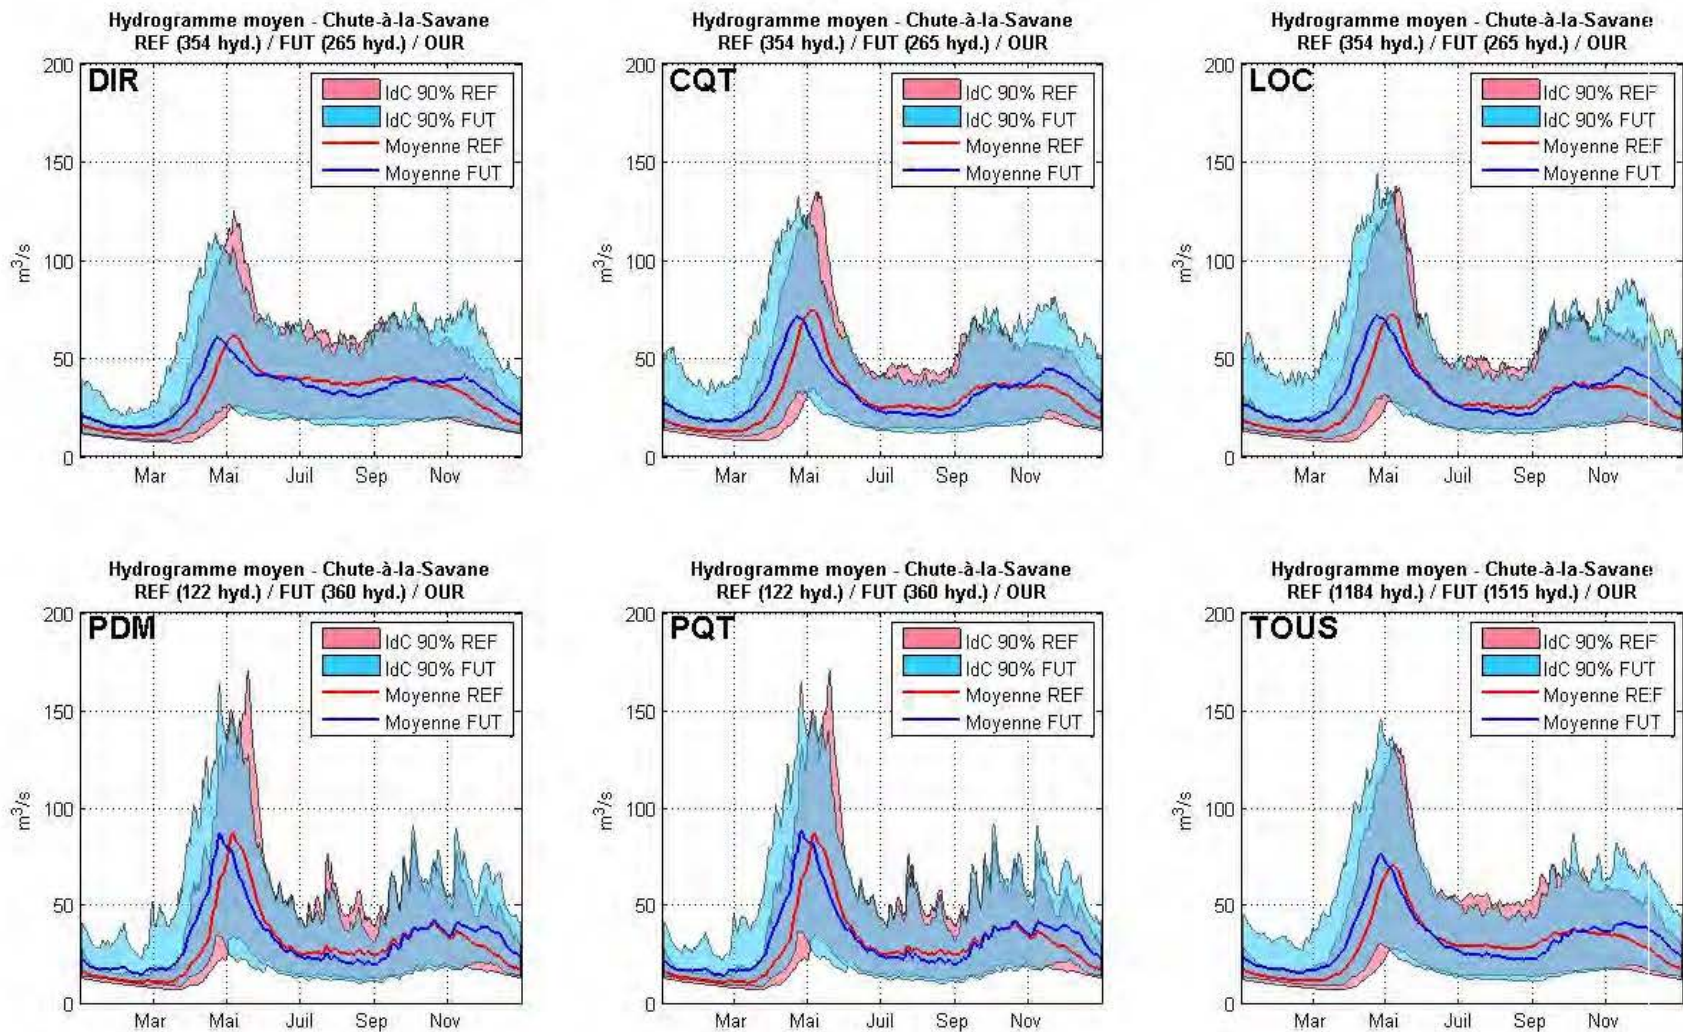 Hydrogramme moyen - Chute-à-la-Savane
REF (354 hyd.) / FUT (265 hyd.) / OUR
200
DIR
IdC 90% REF
IdC 90% FUT
Moyenne REF
Moyenne FUT
150
100
50
0
m³/s
Mar Mai Juil Sep Nov
Hydrogramme moyen - Chute-à-la-Savane
REF (354 hyd.) / FUT (265 hyd.) / OUR
200
CQT
IdC 90% REF
IdC 90% FUT
Moyenne REF
Moyenne FUT
150
100
50
0
m³/s
Mar Mai Juil Sep Nov
Hydrogramme moyen - Chute-à-la-Savane
REF (354 hyd.) / FUT (265 hyd.) / OUR
200
LOC
IdC 90% REF
IdC 90% FUT
Moyenne REF
Moyenne FUT
150
100
50
0
m³/s
Mar Mai Juil Sep Nov
Hydrogramme moyen - Chute-à-la-Savane
REF (122 hyd.) / FUT (360 hyd.) / OUR
200
PDM
IdC 90% REF
IdC 90% FUT
Moyenne REF
Moyenne FUT
150
100
50
0
m³/s
Mar Mai Juil Sep Nov
Hydrogramme moyen - Chute-à-la-Savane
REF (122 hyd.) / FUT (360 hyd.) / OUR
200
PQT
IdC 90% REF
IdC 90% FUT
Moyenne REF
Moyenne FUT
150
100
50
0
m³/s
Mar Mai Juil Sep Nov
Hydrogramme moyen - Chute-à-la-Savane
REF (1184 hyd.) / FUT (1515 hyd.) / OUR
200
TOUS
IdC 90% REF
IdC 90% FUT
Moyenne REF
Moyenne FUT
150
100
50
0
m³/s
Mar Mai Juil Sep Nov